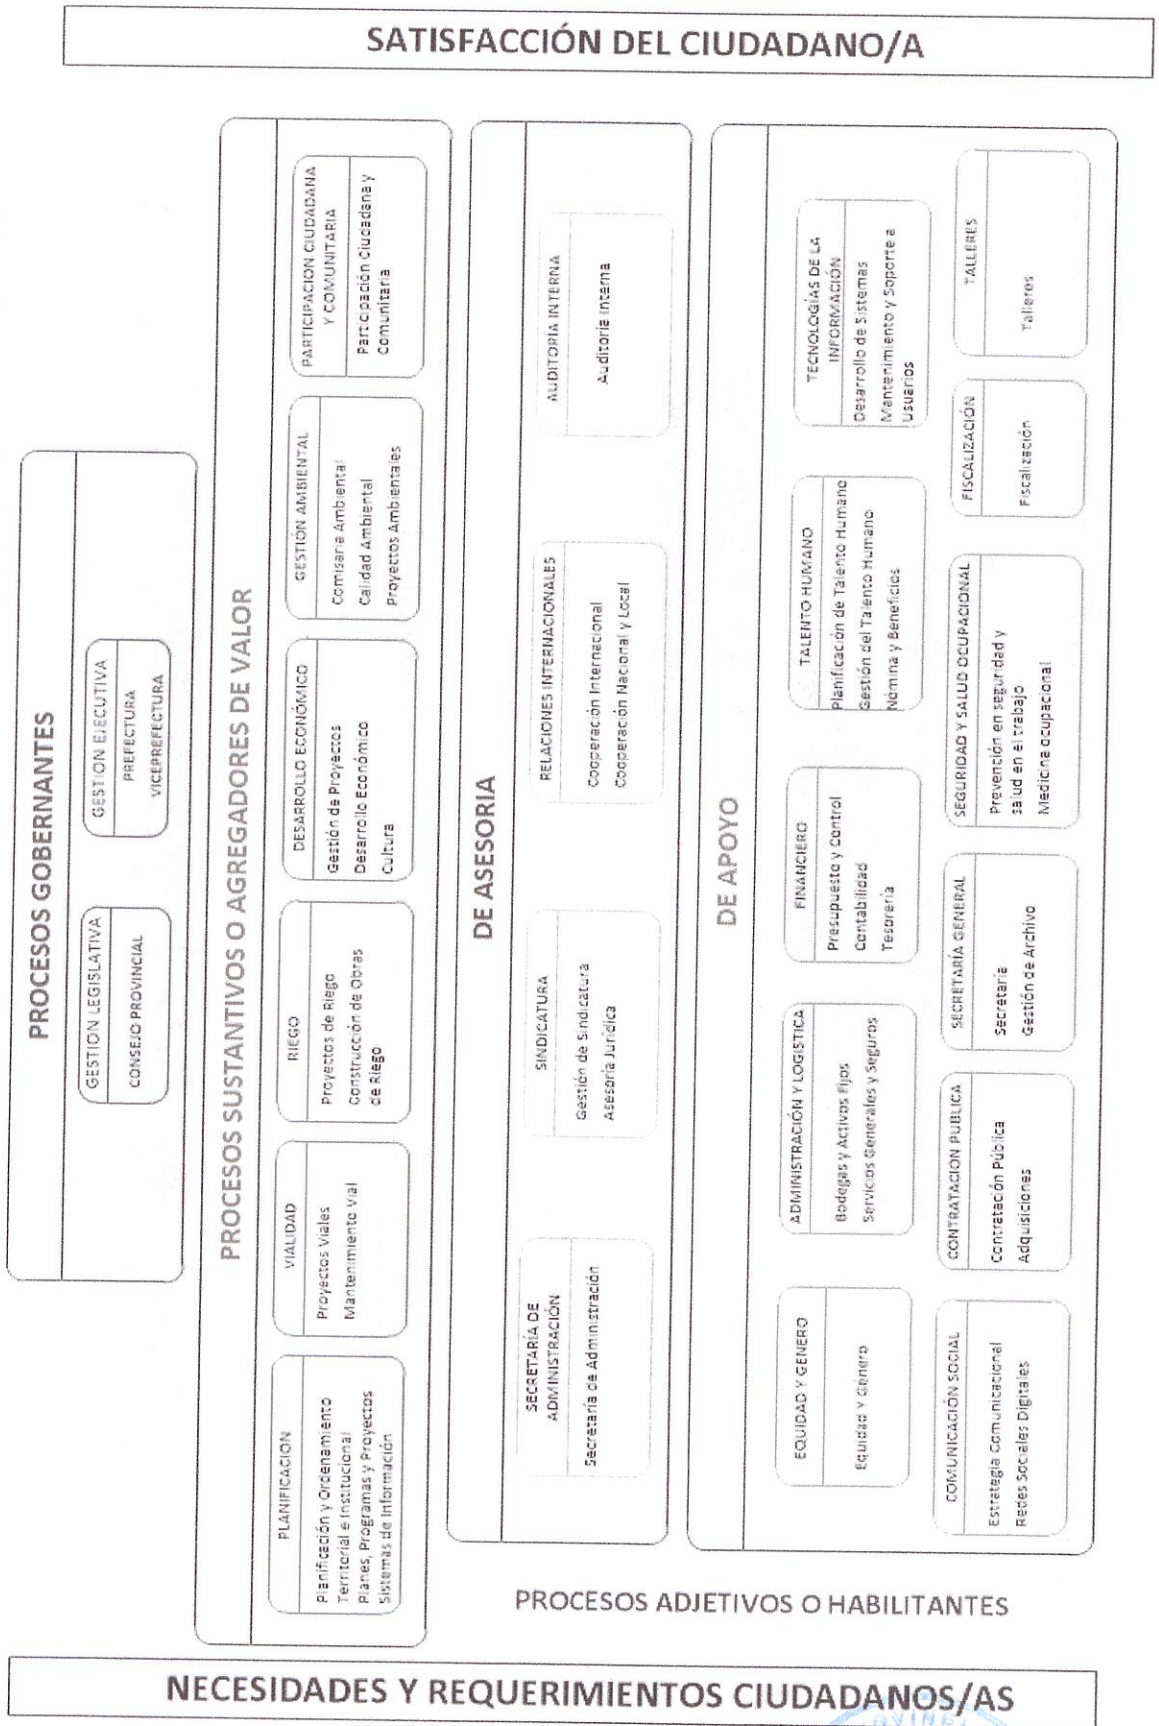 SATISFACCIÓN DEL CIUDADANO/A
PROCESOS GOBERNANTES
GESTION LEGISLATIVA
CONSEJO PROVINCIAL
GESTION EJECUTIVA
PREFECTURA
VICEPREFECTURA
PROCESOS SUSTANTIVOS O AGREGADORES DE VALOR
PLANIFICACION
Planificación y Ordenamiento
Territorial e Institucional
Planes, Programas y Proyectos
Sistemas de Información
VIALIDAD
Proyectos Viales
Mantenimiento Vial
RIEGO
Proyectos de Riego
Construcción de Obras
de Riego
DESARROLLO ECONÓMICO
Gestión de Proyectos
Desarrollo Económico
Cultura
GESTIÓN AMBIENTAL
Comisaria Ambiental
Calidad Ambiental
Proyectos Ambientales
PARTICIPACION CIUDADANA
Y COMUNITARIA
Participación Ciudadana y
Comunitaria
DE ASESORIA
SECRETARÍA DE
ADMINISTRACIÓN
Secretaría de Administración
SINDICATURA
Gestión de Sindicatura
Asesoría Jurídica
RELACIONES INTERNACIONALES
Cooperación Internacional
Cooperación Nacional y Local
AUDITORÍA INTERNA
Auditoría Interna
DE APOYO
EQUIDAD Y GENERO
Equidad y Género
ADMINISTRACIÓN Y LOGISTICA
Bodegas y Activos Fijos
Servicios Generales y Seguros
FINANCIERO
Presupuesto y Control
Contabilidad
Tesorería
TALENTO HUMANO
Planificación de Talento Humano
Gestión del Talento Humano
Nómina y Beneficios
TECNOLOGÍAS DE LA
INFORMACIÓN
Desarrollo de Sistemas
Mantenimiento y Soporte a
Usuarios
COMUNICACIÓN SOCIAL
Estrategia Comunicacional
Redes Sociales Digitales
CONTRATACION PUBLICA
Contratación Pública
Adquisiciones
SECRETARÍA GENERAL
Secretaría
Gestión de Archivo
SEGURIDAD Y SALUD OCUPACIONAL
Prevención en seguridad y
salud en el trabajo
Medicina ocupacional
FISCALIZACIÓN
Fiscalización
TALLERES
Talleres
PROCESOS ADJETIVOS O HABILITANTES
NECESIDADES Y REQUERIMIENTOS CIUDADANOS/AS